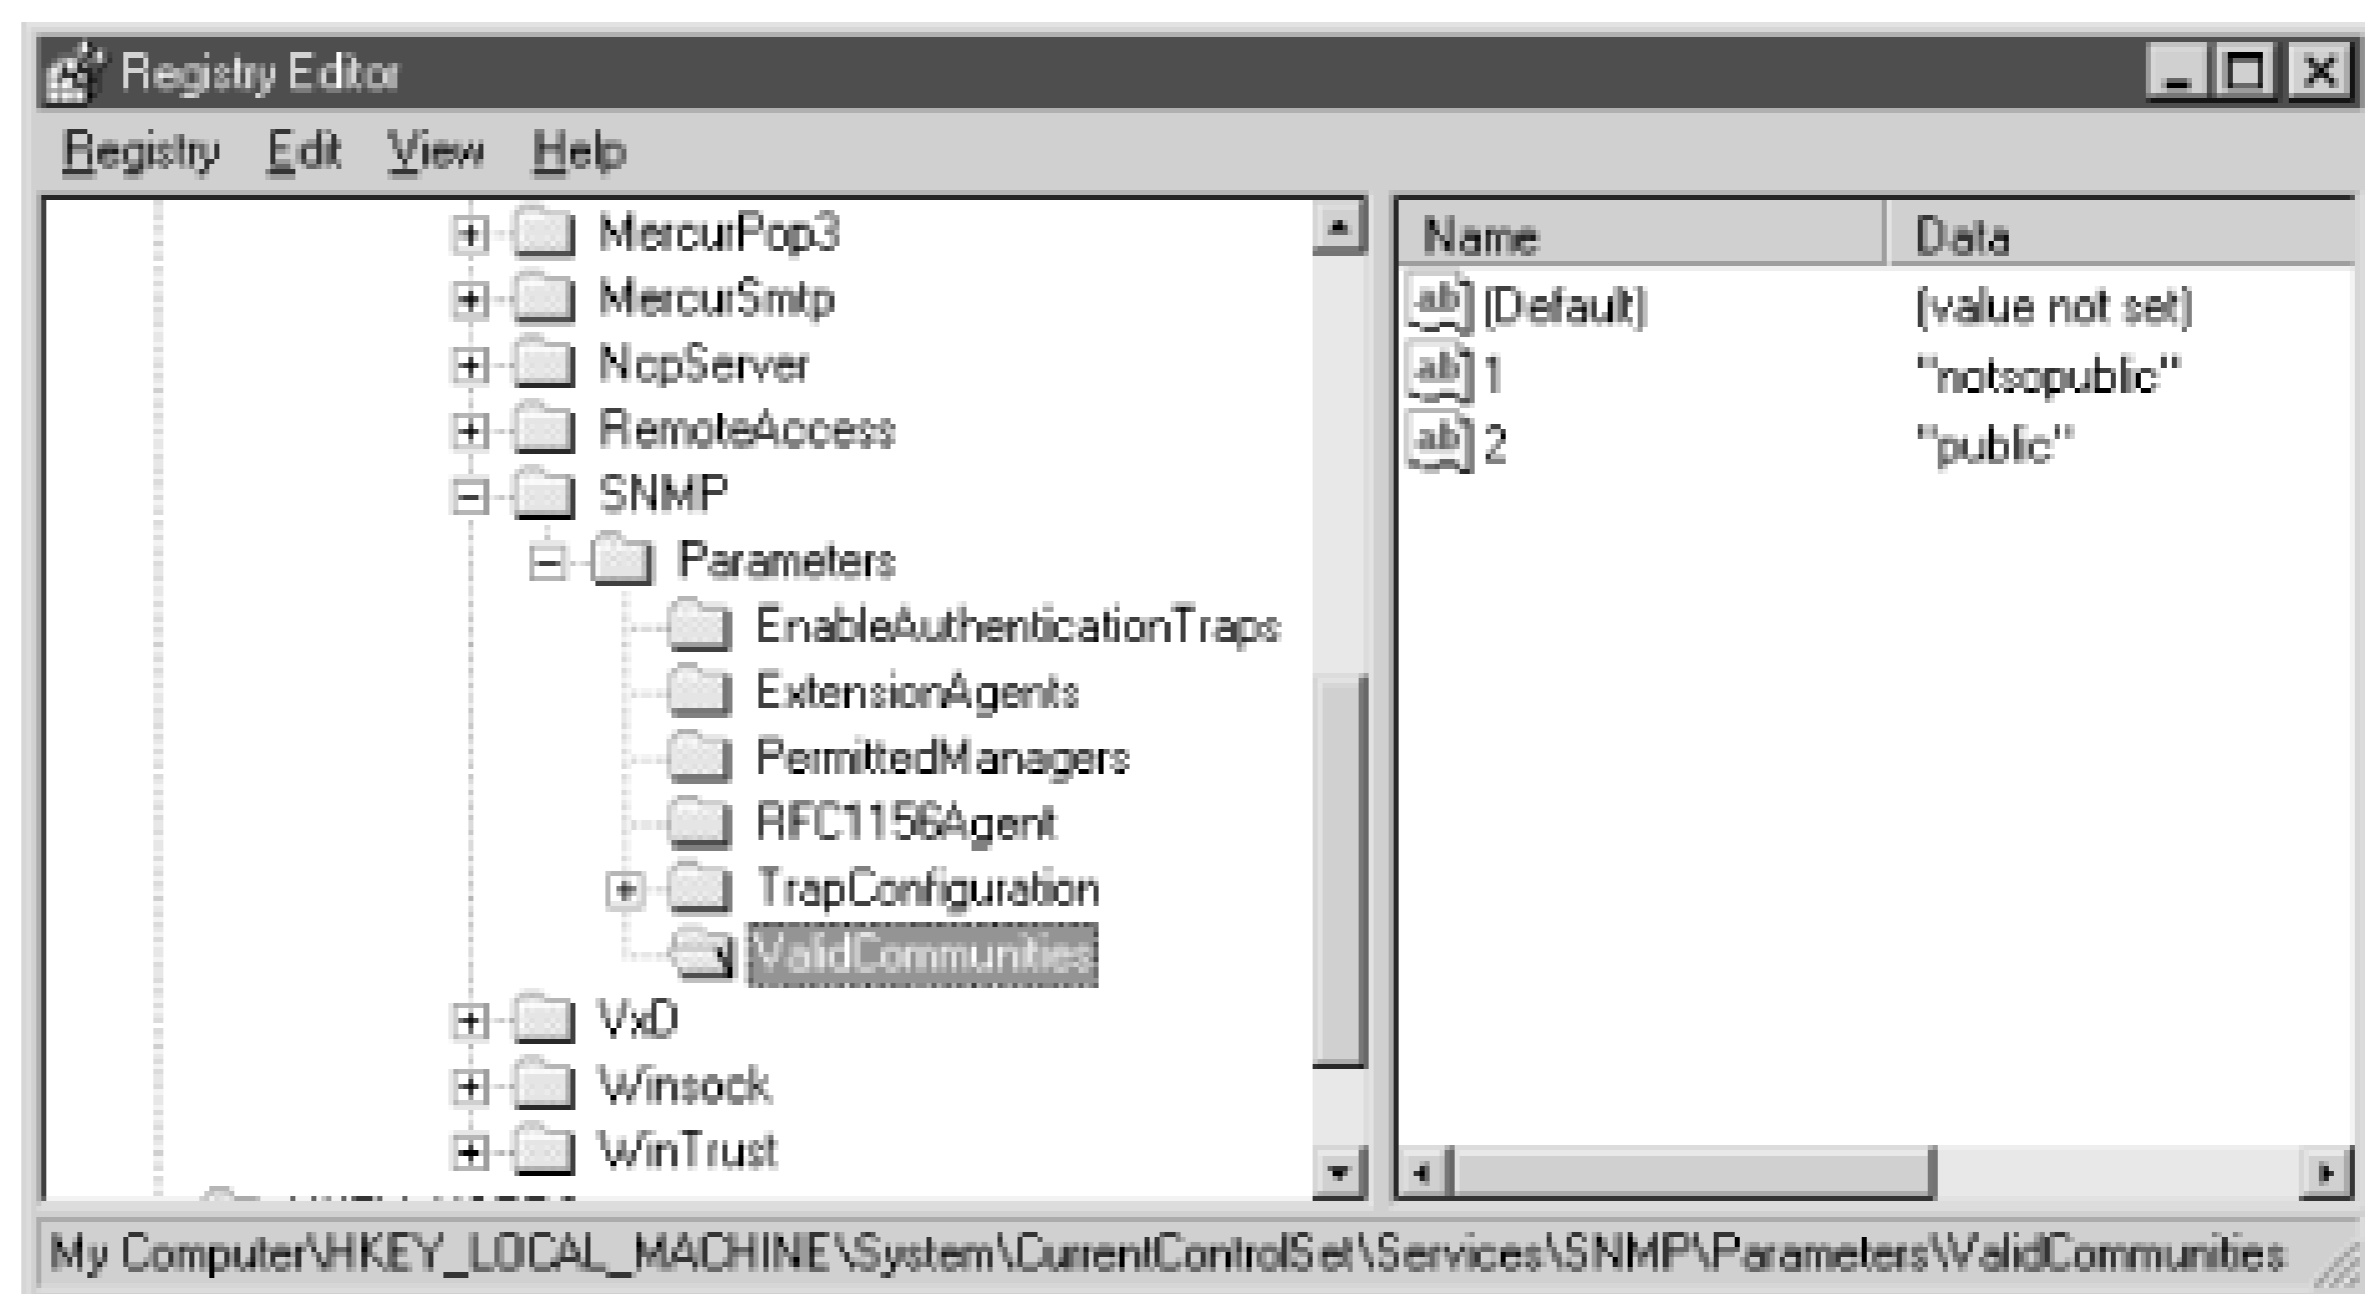 Registry Editor
Registry Edit View Help
MercurPop3
MercurSmtp
NcpServer
RemoteAccess
SNMP
Parameters
EnableAuthenticationTraps
ExtensionAgents
PermittedManagers
RFC1156Agent
TrapConfiguration
ValidCommunities
VxD
Winsock
WinTrust
Name Data
(Default) (value not set)
1 "notsopublic"
2 "public"
My Computer\HKEY_LOCAL_MACHINE\System\CurrentControlSet\Services\SNMP\Parameters\ValidCommunities